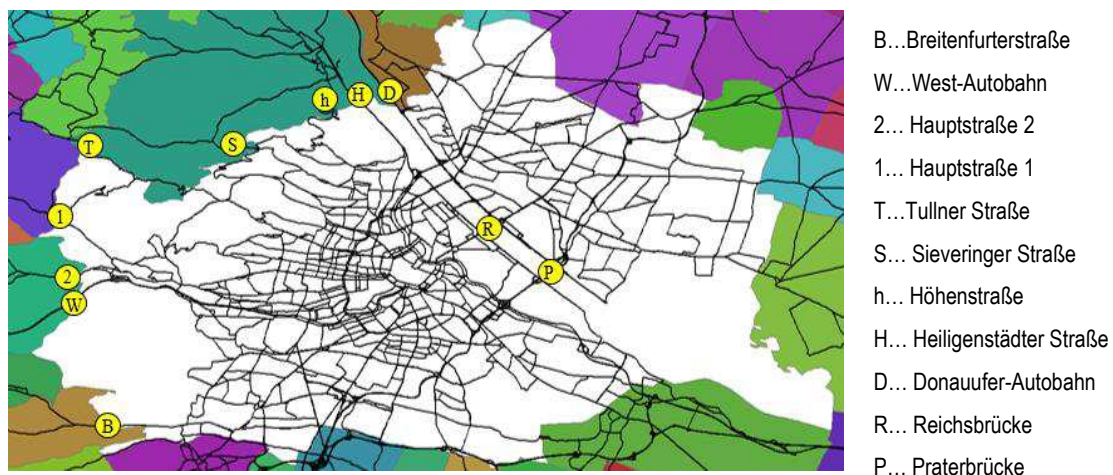 B…Breitenfurterstraße
W…West-Autobahn
2… Hauptstraße 2
1… Hauptstraße 1
T…Tullner Straße
S… Sieveringer Straße
h… Höhenstraße
H… Heiligenstädter Straße
D… Donauufer-Autobahn
R… Reichsbrücke
P… Praterbrücke
h
H
D
T
S
1
R
2
P
W
B